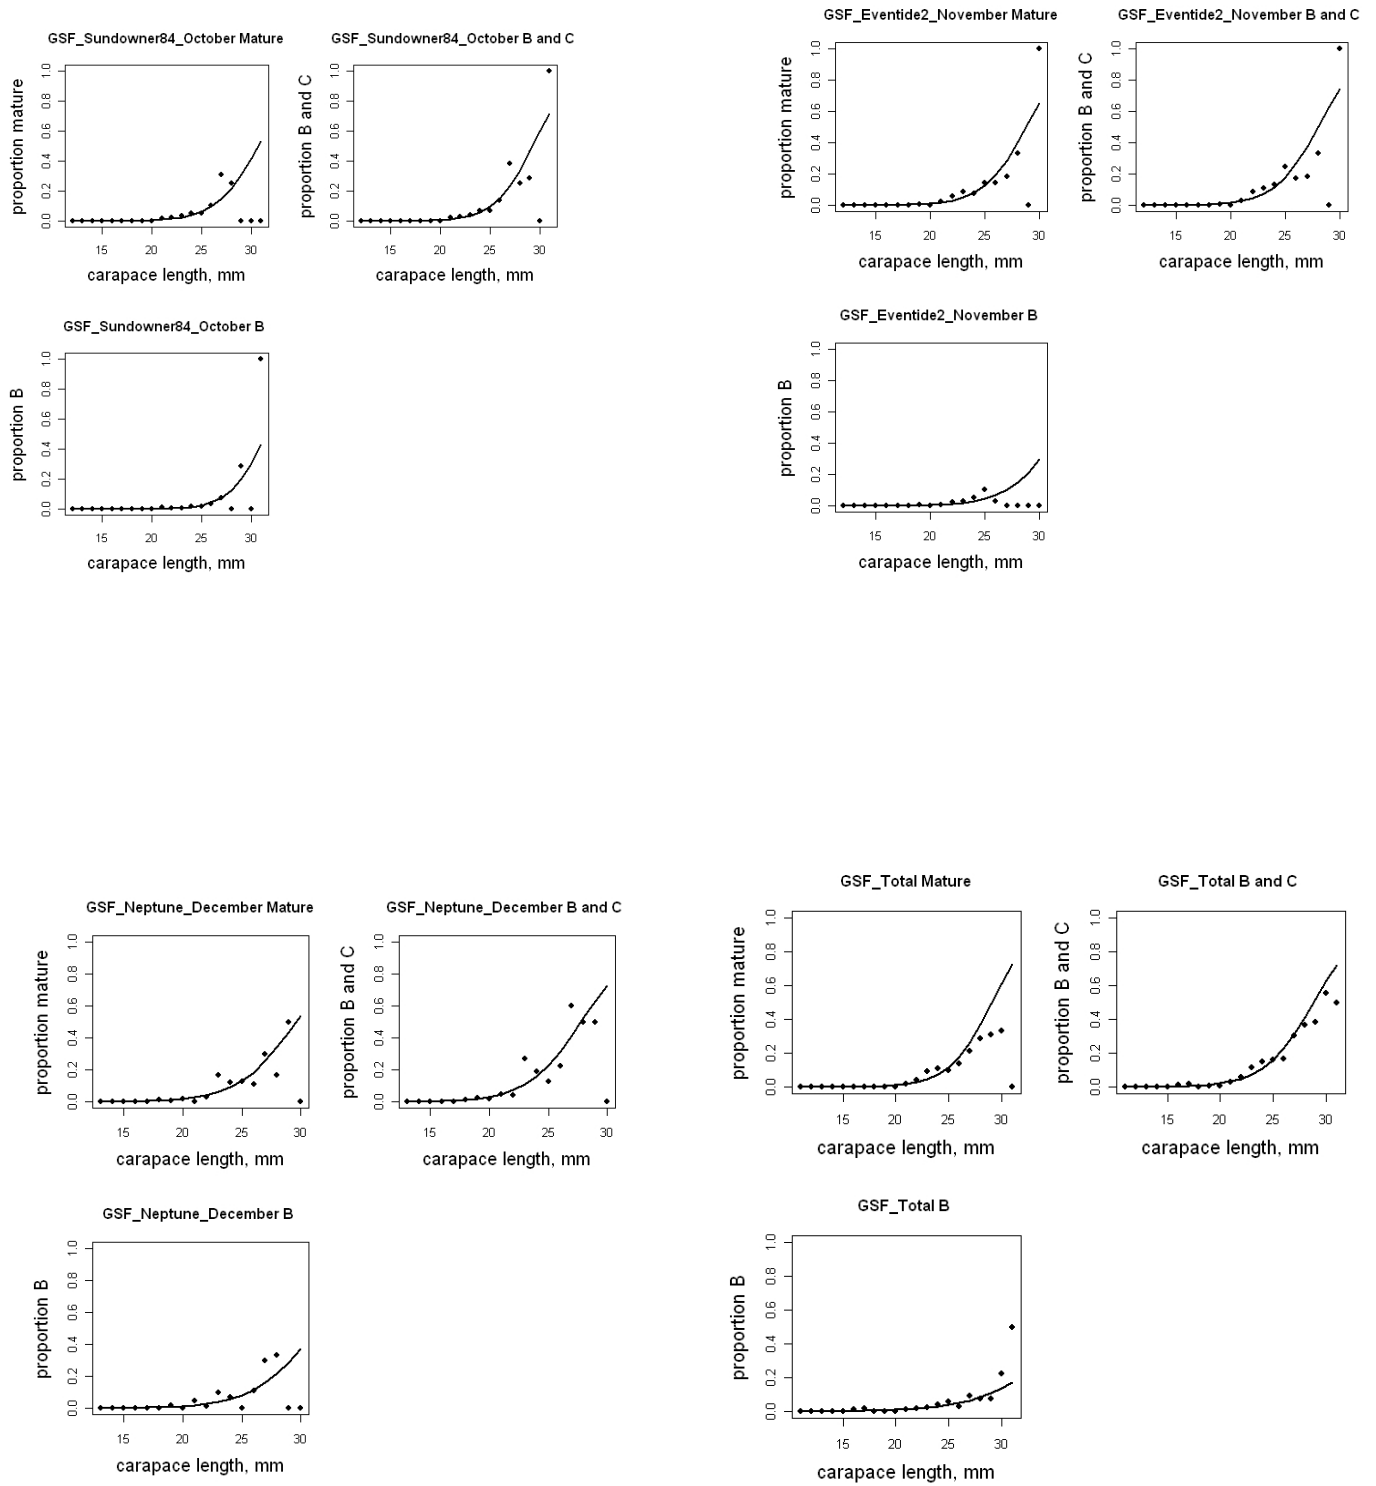 GSF_Sundowner84_October Mature
proportion mature
0.0 0.2 0.4 0.6 0.8 1.0
15 20 25 30
carapace length, mm
GSF_Sundowner84_October B and C
proportion B and C
0.0 0.2 0.4 0.6 0.8 1.0
15 20 25 30
carapace length, mm
GSF_Sundowner84_October B
proportion B
0.0 0.2 0.4 0.6 0.8 1.0
15 20 25 30
carapace length, mm
GSF_Eventide2_November Mature
proportion mature
0.0 0.2 0.4 0.6 0.8 1.0
15 20 25 30
carapace length, mm
GSF_Eventide2_November B and C
proportion B and C
0.0 0.2 0.4 0.6 0.8 1.0
15 20 25 30
carapace length, mm
GSF_Eventide2_November B
proportion B
0.0 0.2 0.4 0.6 0.8 1.0
15 20 25 30
carapace length, mm
GSF_Neptune_December Mature
proportion mature
0.0 0.2 0.4 0.6 0.8 1.0
15 20 25 30
carapace length, mm
GSF_Neptune_December B and C
proportion B and C
0.0 0.2 0.4 0.6 0.8 1.0
15 20 25 30
carapace length, mm
GSF_Neptune_December B
proportion B
0.0 0.2 0.4 0.6 0.8 1.0
15 20 25 30
carapace length, mm
GSF_Total Mature
proportion mature
0.0 0.2 0.4 0.6 0.8 1.0
15 20 25 30
carapace length, mm
GSF_Total B and C
proportion B and C
0.0 0.2 0.4 0.6 0.8 1.0
15 20 25 30
carapace length, mm
GSF_Total B
proportion B
0.0 0.2 0.4 0.6 0.8 1.0
15 20 25 30
carapace length, mm